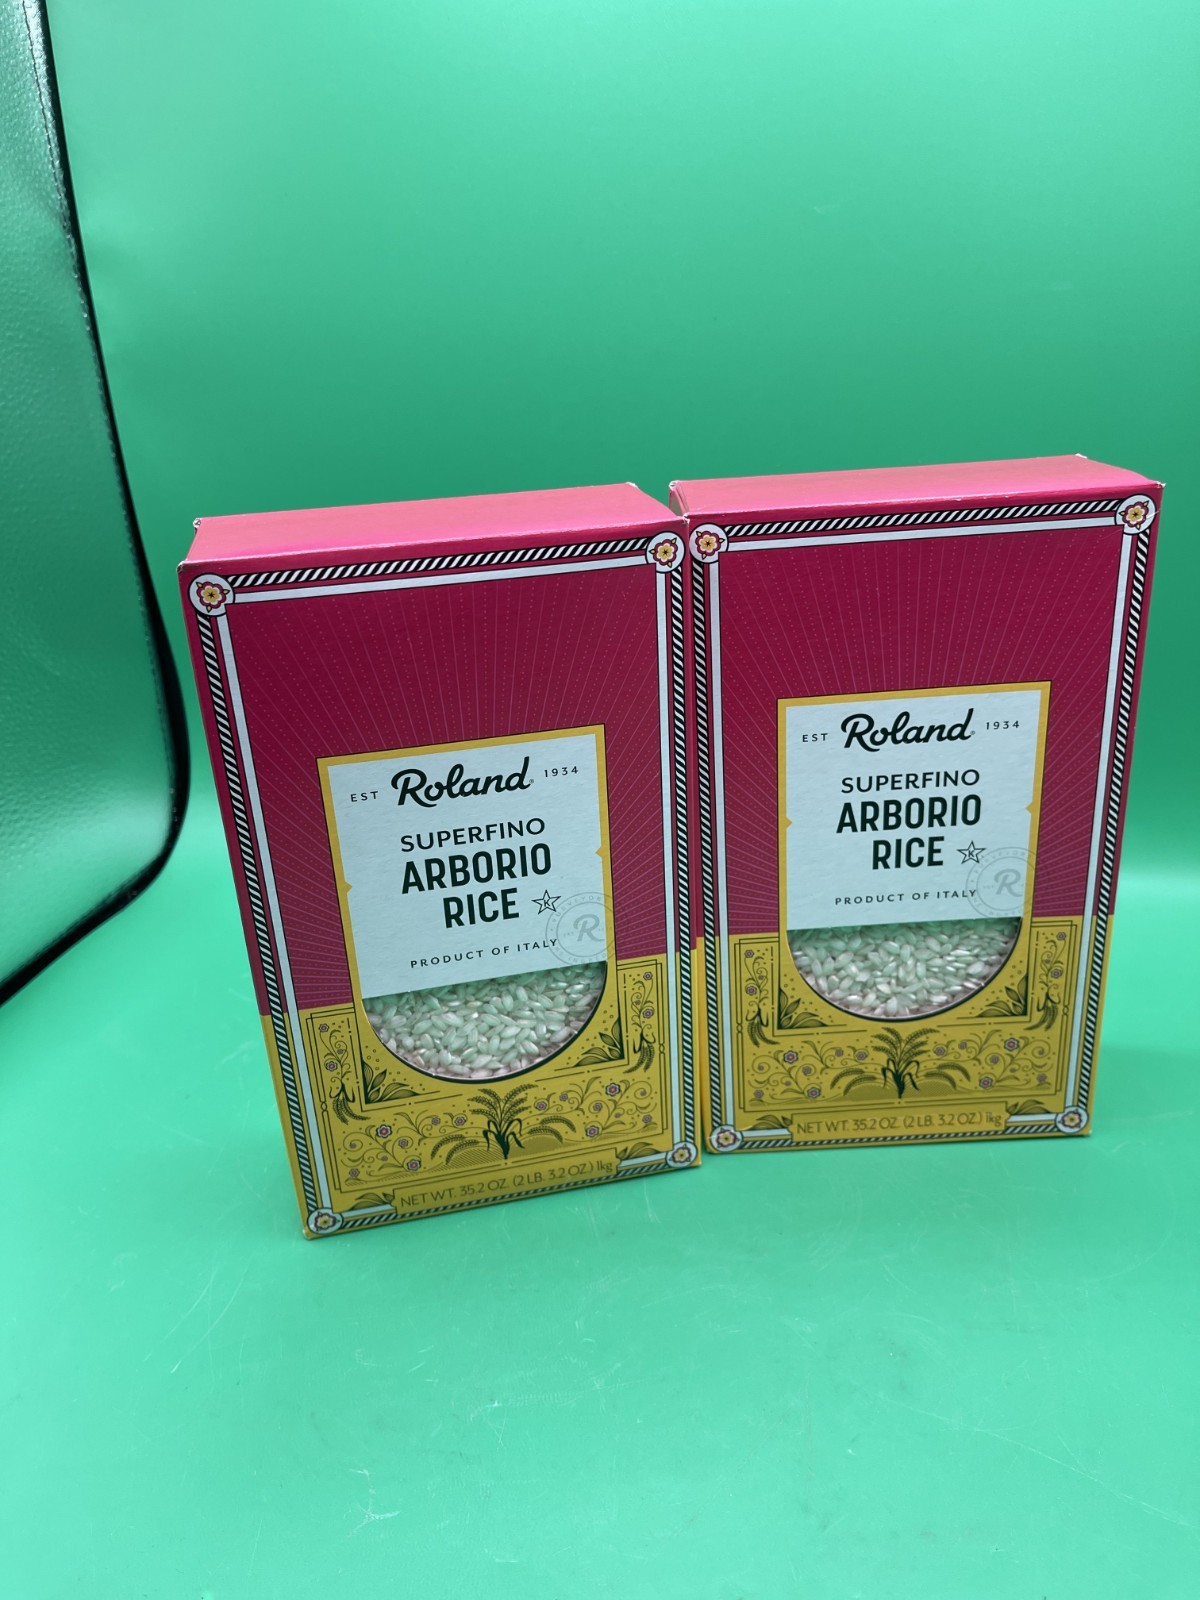 EST Roland 1934
SUPERFINO
ARBORIO
RICE K
PRODUCT OF ITALY
R
NET WT. 35.2 OZ. (2 LB. 3.2 OZ.) 1kg
EST Roland 1934
SUPERFINO
ARBORIO
RICE K
PRODUCT OF ITALY
R
NET WT. 35.2 OZ. (2 LB. 3.2 OZ.) 1kg